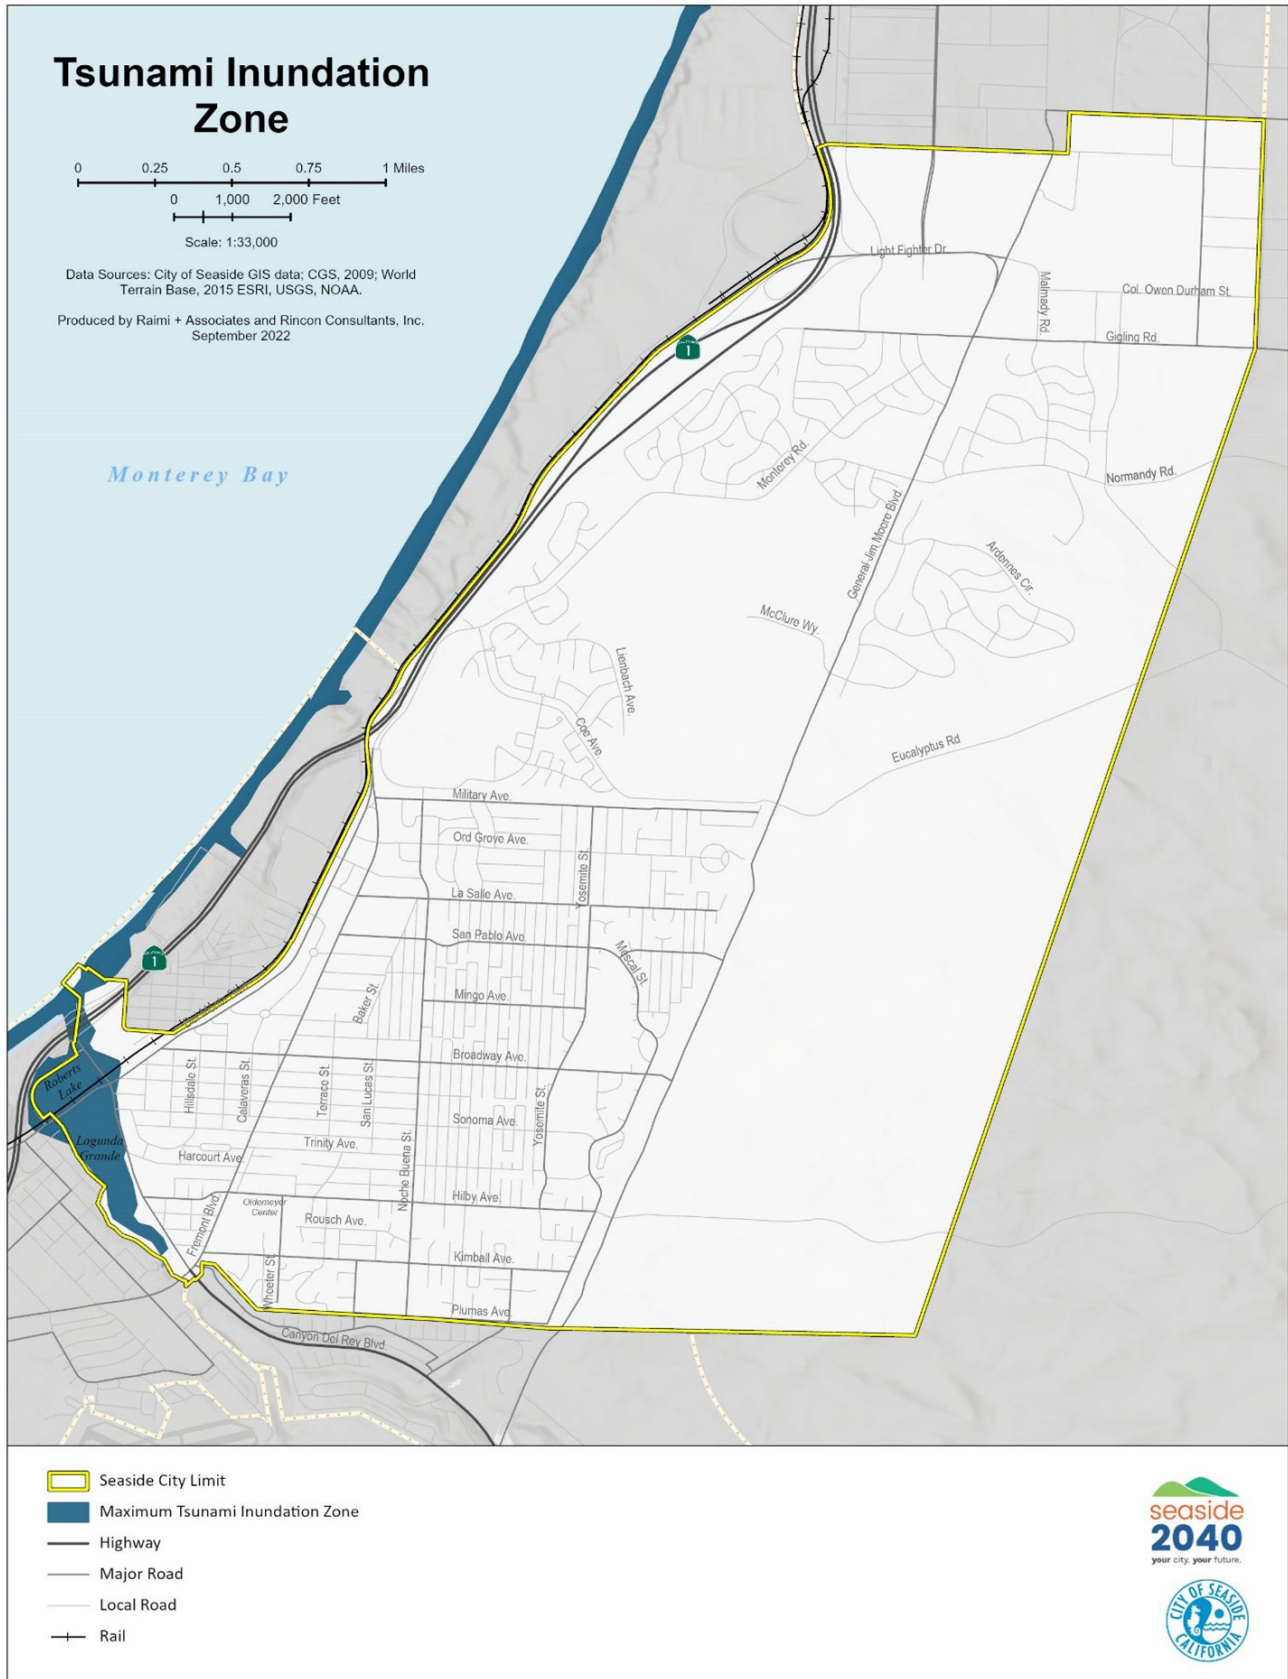 Tsunami Inundation
Zone
0 0.25 0.5 0.75 1 Miles
0 1,000 2,000 Feet
Scale: 1:33,000
Data Sources: City of Seaside GIS data; CGS, 2009; World
Terrain Base, 2015 ESRI, USGS, NOAA.
Produced by Raimi + Associates and Rincon Consultants, Inc.
September 2022
Light Fighter Dr.
Malmady Rd.
Col. Owen Durham St.
Gigling Rd.
1
Monterey Bay
Monterey Rd.
Normandy Rd.
General Jim Moore Blvd.
Ardennes Cir.
McClure Wy.
Lienbach Ave.
Coe Ave.
Eucalyptus Rd
Military Ave.
Ord Grove Ave.
Yosemite St.
La Salle Ave.
San Pablo Ave.
Mescal St.
1
Baker St.
Mingo Ave.
Broadway Ave.
Roberts
Lake
Hillsdale St.
Calaveras St.
Terrace St.
San Lucas St.
Sonoma Ave.
Yosemite St.
Lagunda
Grande
Trinity Ave.
Harcourt Ave.
Noche Buena St.
Hilby Ave.
Oldemeyer
Center
Rousch Ave.
Fremont Blvd.
Kimball Ave.
Wheeler St.
Plumas Ave.
Canyon Del Rey Blvd.
Seaside City Limit
Maximum Tsunami Inundation Zone
Highway
Major Road
Local Road
Rail
seaside
2040
your city. your future.
CITY OF SEASIDE
CALIFORNIA